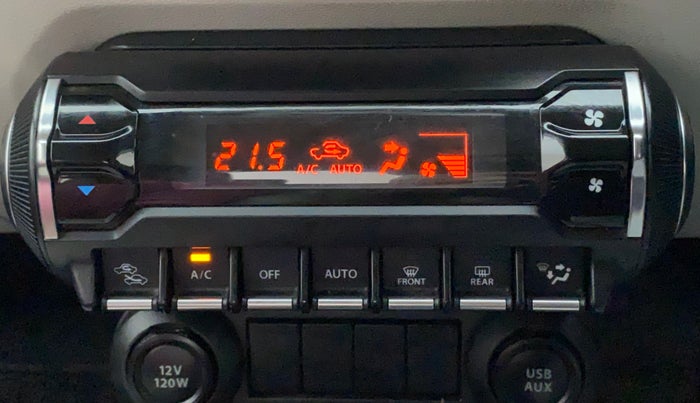 21.5
A/C AUTO
A/C
OFF
AUTO
FRONT
REAR
12V
120W
USB
AUX